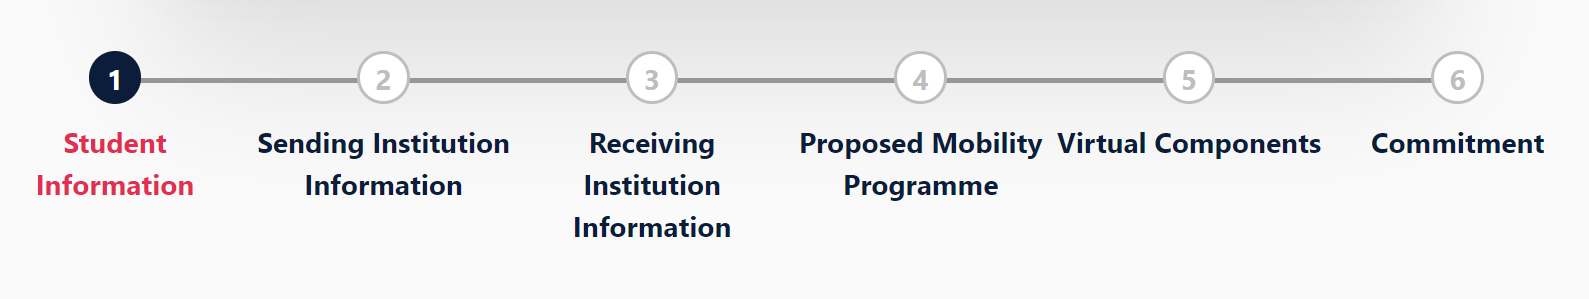 1
2
3
4
5
6
Student
Information
Sending Institution
Information
Receiving
Institution
Information
Proposed Mobility
Programme
Virtual Components
Commitment